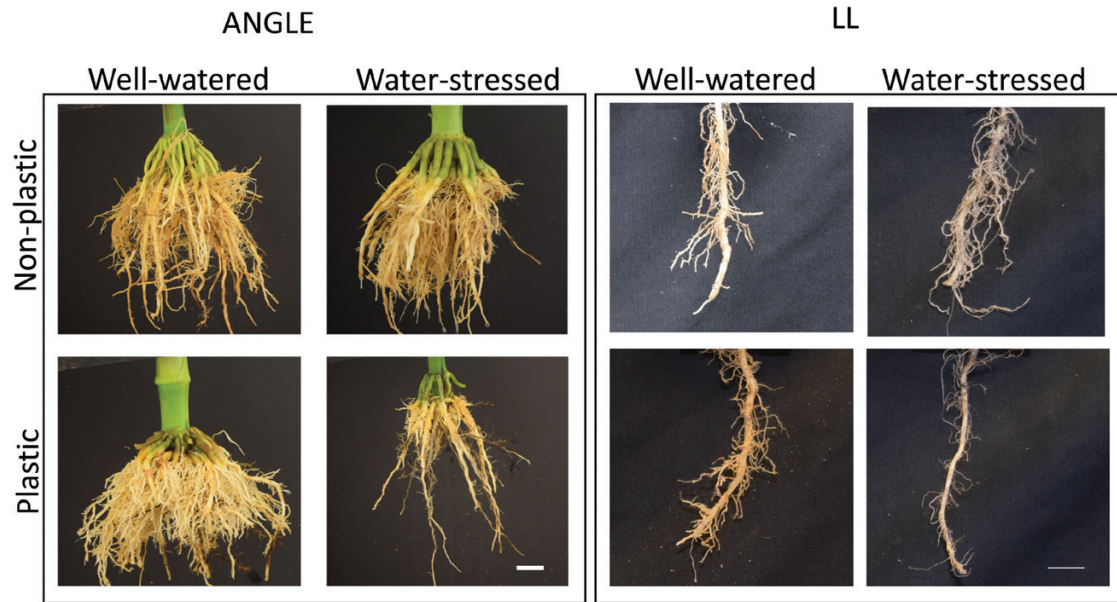 ANGLE
LL
Well-watered
Water-stressed
Well-watered
Water-stressed
Non-plastic
Plastic